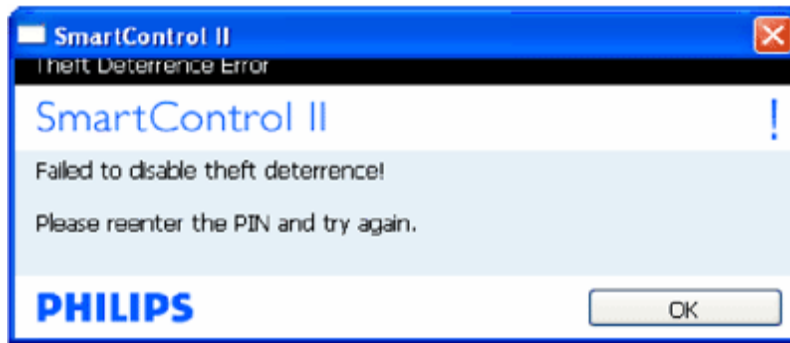 SmartControl II
Theft Deterrence Error
SmartControl II
!
Failed to disable theft deterrence!
Please reenter the PIN and try again.
PHILIPS
OK